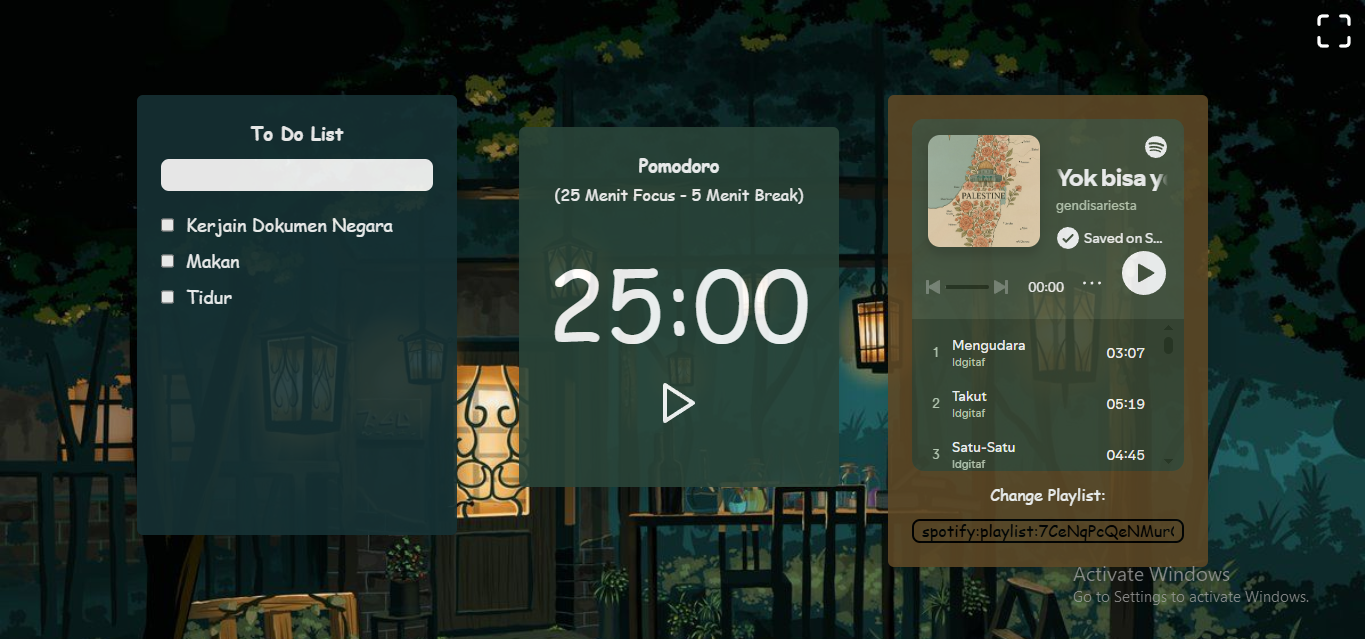 To Do List
Kerjain Dokumen Negara
Makan
Tidur
Pomodoro
(25 Menit Focus - 5 Menit Break)
25:00
PALESTINE
Yok bisa y
gendisariesta
Saved on S...
00:00
1 Mengudara 03:07
Idgitaf
2 Takut 05:19
Idgitaf
3 Satu-Satu 04:45
Idgitaf
Change Playlist:
spotify:playlist:7CeNqPcQeNMur
Activate Windows
Go to Settings to activate Windows.